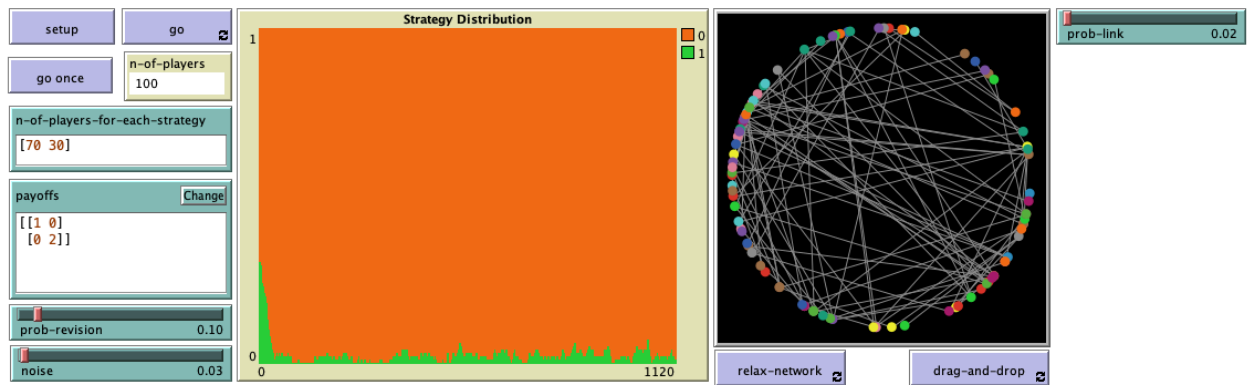 setup
go
go once
n-of-players
100
n-of-players-for-each-strategy
[70 30]
payoffs
Change
[[1 0]
[0 2]]
prob-revision 0.10
noise 0.03
Strategy Distribution
1
0
0
1120
0
1
prob-link 0.02
relax-network
drag-and-drop